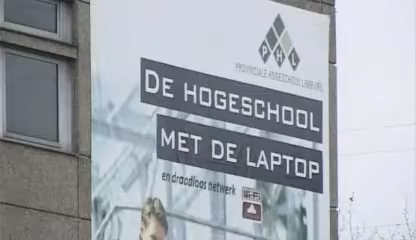 PHL
PROVINCIALE HOGESCHOOL LIMBURG
DE HOGESCHOOL
MET DE LAPTOP
en draadloos netwerk
Wi-Fi